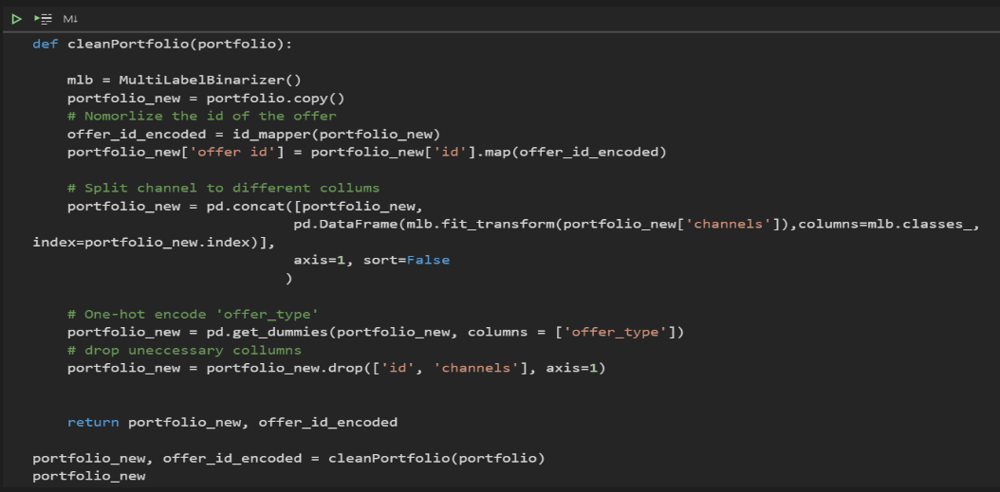 M↓
def cleanPortfolio(portfolio):
    mlb = MultiLabelBinarizer()
    portfolio_new = portfolio.copy()
    # Nomorlize the id of the offer
    offer_id_encoded = id_mapper(portfolio_new)
    portfolio_new['offer id'] = portfolio_new['id'].map(offer_id_encoded)
    # Split channel to different collums
    portfolio_new = pd.concat([portfolio_new,
                              pd.DataFrame(mlb.fit_transform(portfolio_new['channels']),columns=mlb.classes_,
index=portfolio_new.index)],
                              axis=1, sort=False
                             )
    # One-hot encode 'offer_type'
    portfolio_new = pd.get_dummies(portfolio_new, columns = ['offer_type'])
    # drop uneccessary collumns
    portfolio_new = portfolio_new.drop(['id', 'channels'], axis=1)
    return portfolio_new, offer_id_encoded
portfolio_new, offer_id_encoded = cleanPortfolio(portfolio)
portfolio_new